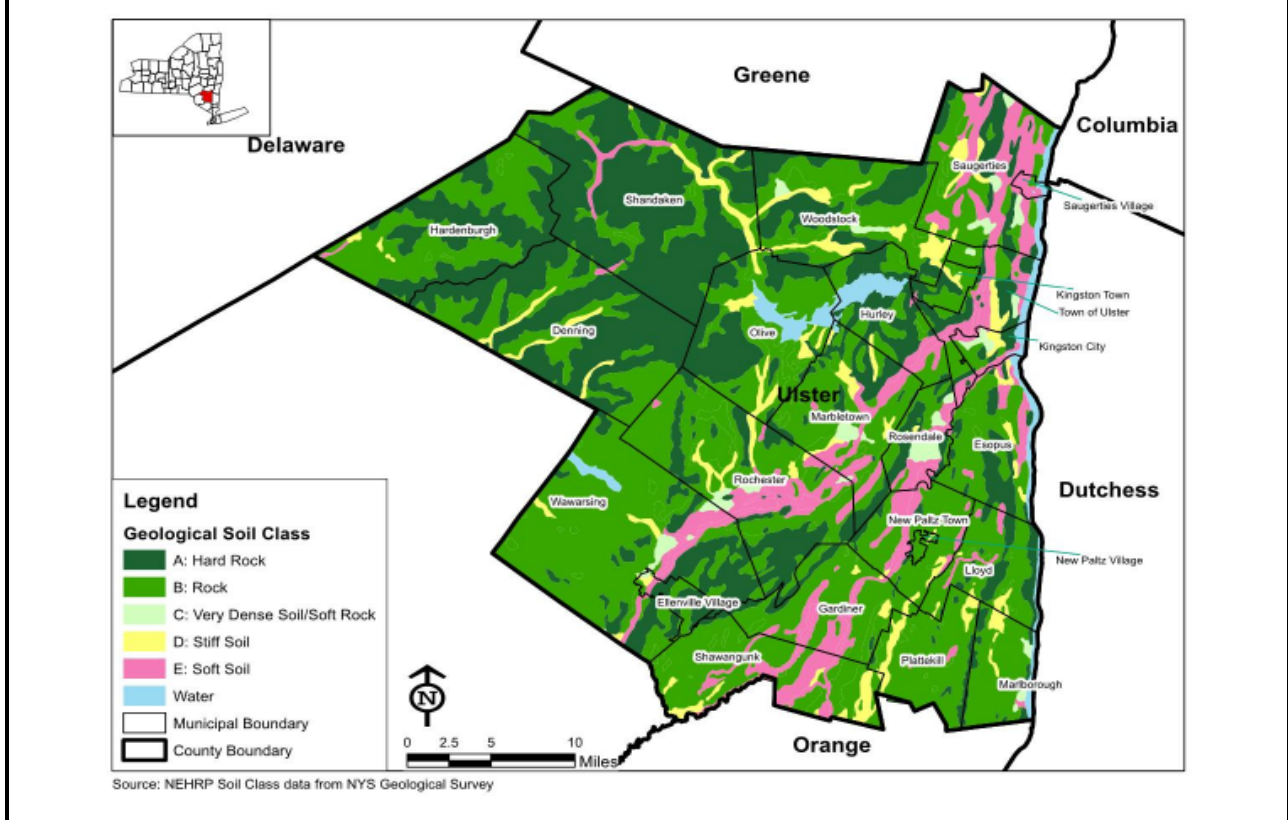 Greene
Columbia
Delaware
Saugerties
Saugerties Village
Shandaken
Woodstock
Hardenburgh
Kingston Town
Town of Ulster
Hurley
Denning
Olive
Kingston City
Ulster
Marbletown
Rosendale
Esopus
Rochester
Dutchess
Wawarsing
New Paltz Town
New Paltz Village
Lloyd
Ellenville Village
Gardiner
Shawangunk
Plattekill
Marlborough
Orange
Legend
Geological Soil Class
A: Hard Rock
B: Rock
C: Very Dense Soil/Soft Rock
D: Stiff Soil
E: Soft Soil
Water
Municipal Boundary
County Boundary
N
0 2.5 5 10
Miles
Source: NEHRP Soil Class data from NYS Geological Survey